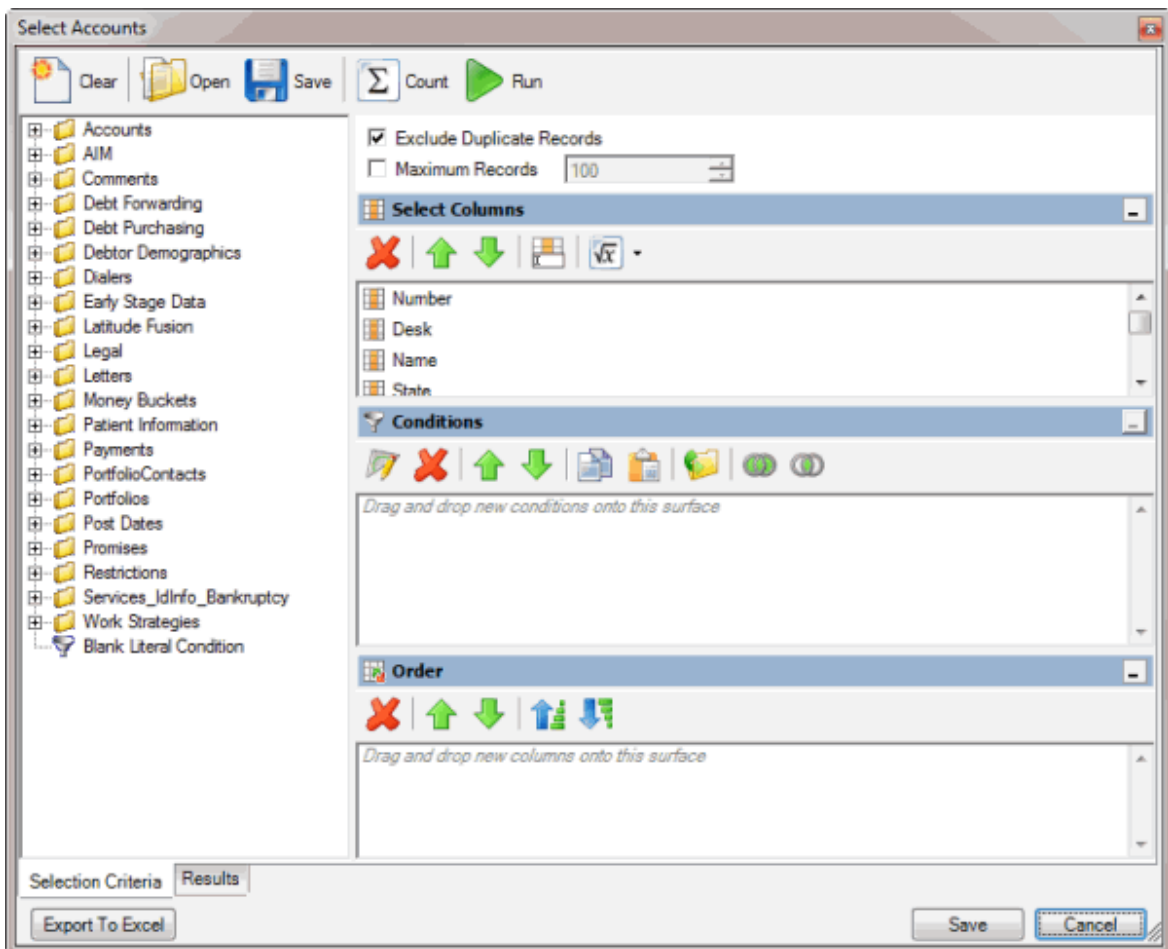 Select Accounts
Clear Open Save Count Run
Accounts
AIM
Comments
Debt Forwarding
Debt Purchasing
Debtor Demographics
Dialers
Early Stage Data
Latitude Fusion
Legal
Letters
Money Buckets
Patient Information
Payments
PortfolioContacts
Portfolios
Post Dates
Promises
Restrictions
Services_IdInfo_Bankruptcy
Work Strategies
Blank Literal Condition
Exclude Duplicate Records
Maximum Records 100
Select Columns
Number
Desk
Name
State
Conditions
Drag and drop new conditions onto this surface
Order
Drag and drop new columns onto this surface
Selection Criteria Results
Export To Excel Save Cancel